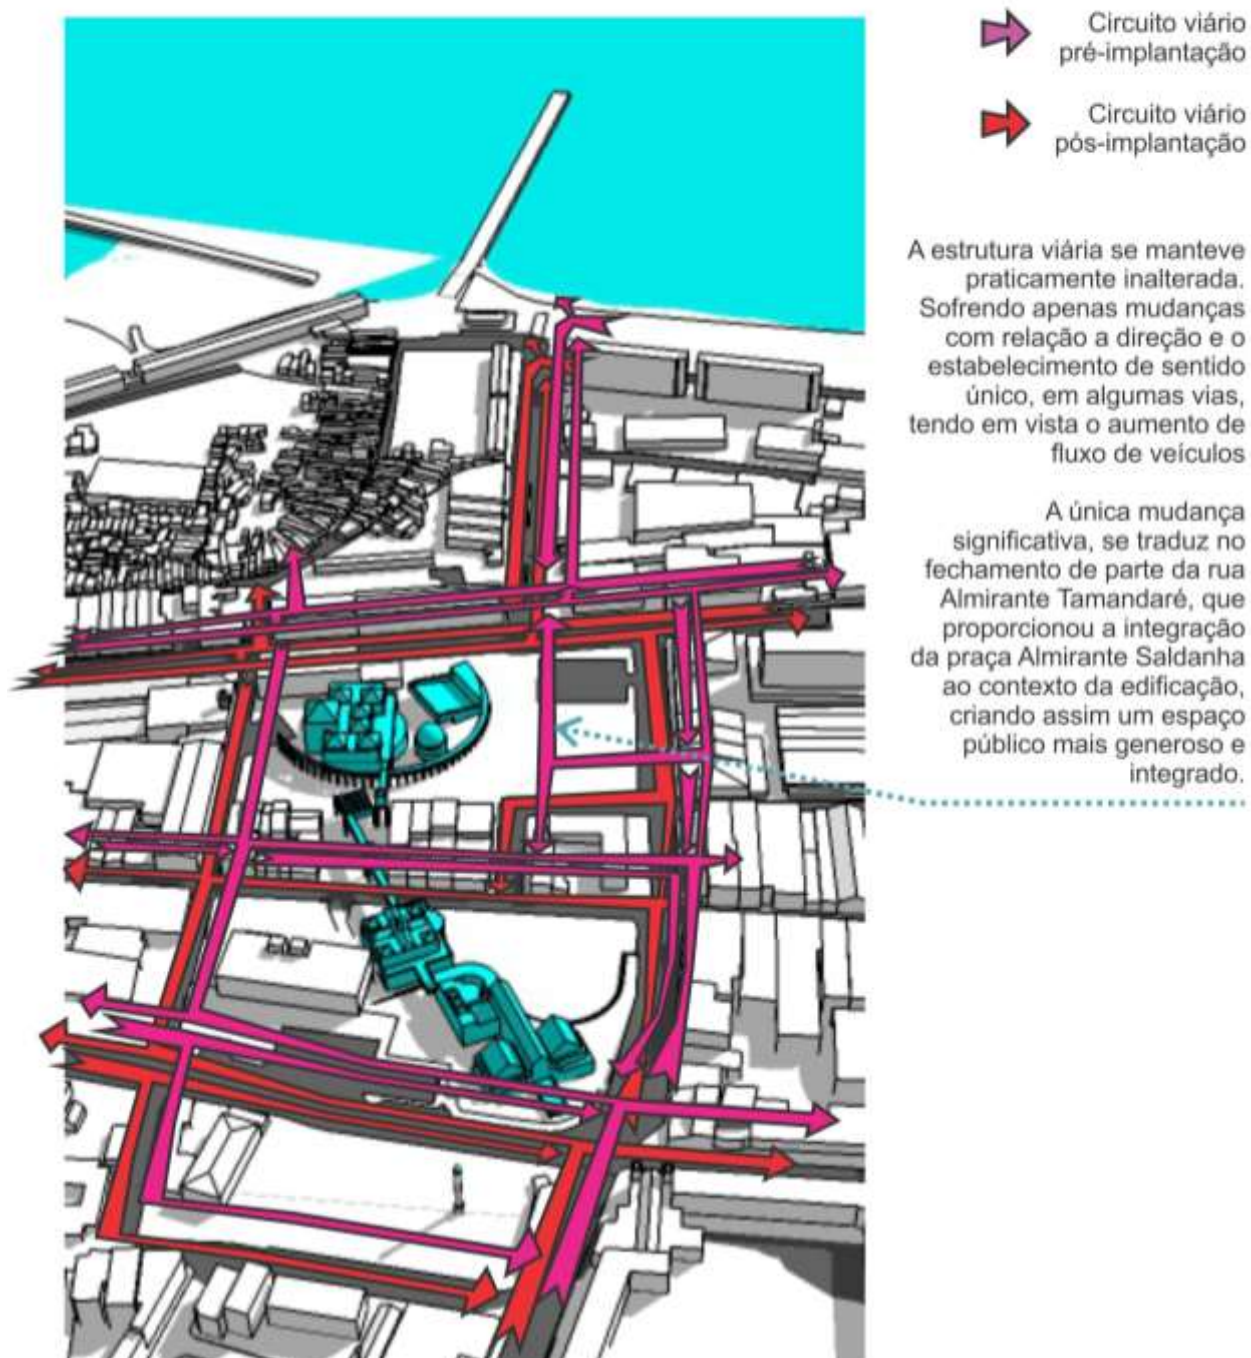 Circuito viário
pré-implantação
Circuito viário
pós-implantação
A estrutura viária se manteve
praticamente inalterada.
Sofrendo apenas mudanças
com relação a direção e o
estabelecimento de sentido
único, em algumas vias,
tendo em vista o aumento de
fluxo de veículos
A única mudança
significativa, se traduz no
fechamento de parte da rua
Almirante Tamandaré, que
proporcionou a integração
da praça Almirante Saldanha
ao contexto da edificação,
criando assim um espaço
público mais generoso e
integrado.